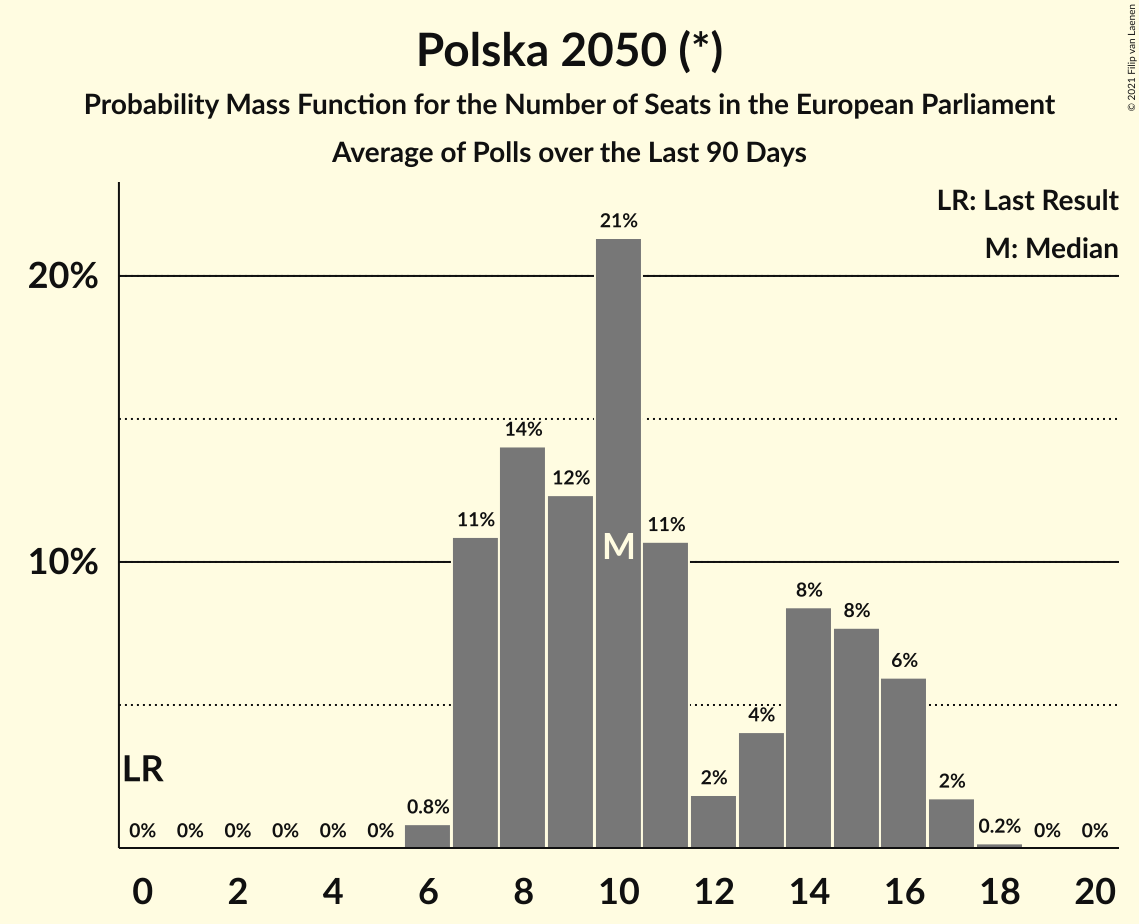 Polska 2050 (*)
Probability Mass Function for the Number of Seats in the European Parliament
Average of Polls over the Last 90 Days
© 2021 Filip van Laenen
LR: Last Result
M: Median
20%
10%
21%
14%
12%
11%
11%
M
8%
8%
6%
4%
2%
2%
LR
0% 0% 0% 0% 0% 0% 0.8% 0.2% 0% 0%
0 2 4 6 8 10 12 14 16 18 20